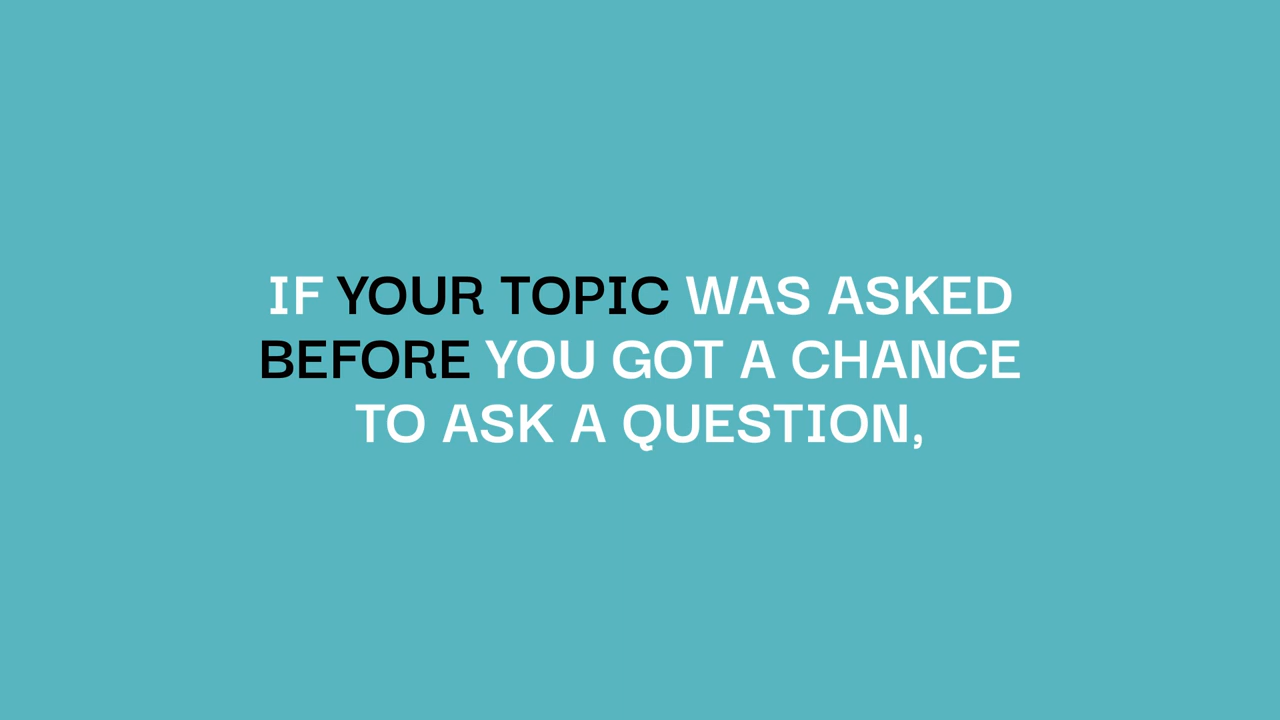 IF YOUR TOPIC WAS ASKED
BEFORE YOU GOT A CHANCE
TO ASK A QUESTION,